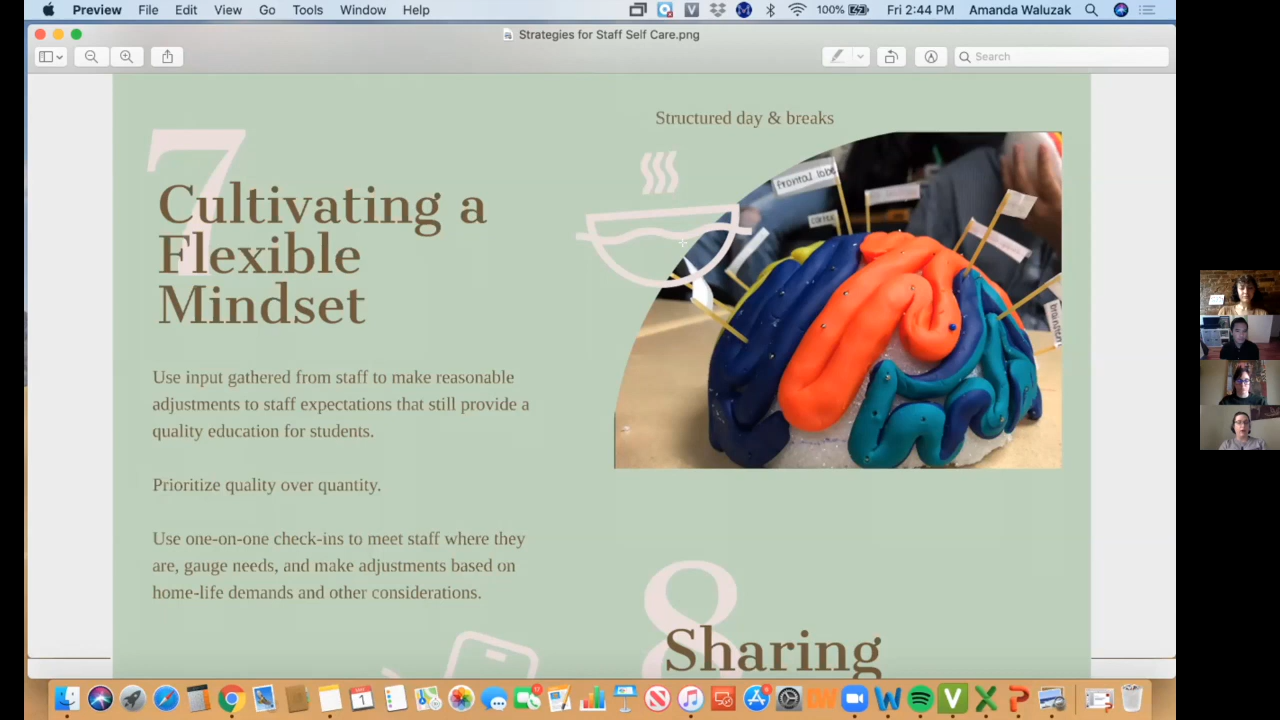 Preview File Edit View Go Tools Window Help
100% Fri 2:44 PM Amanda Waluzak
Strategies for Staff Self Care.png
Search
Structured day & breaks
7
Cultivating a
Flexible
Mindset
frontal lobe
Use input gathered from staff to make reasonable
adjustments to staff expectations that still provide a
quality education for students.
Prioritize quality over quantity.
Use one-on-one check-ins to meet staff where they
are, gauge needs, and make adjustments based on
home-life demands and other considerations.
8
Sharing